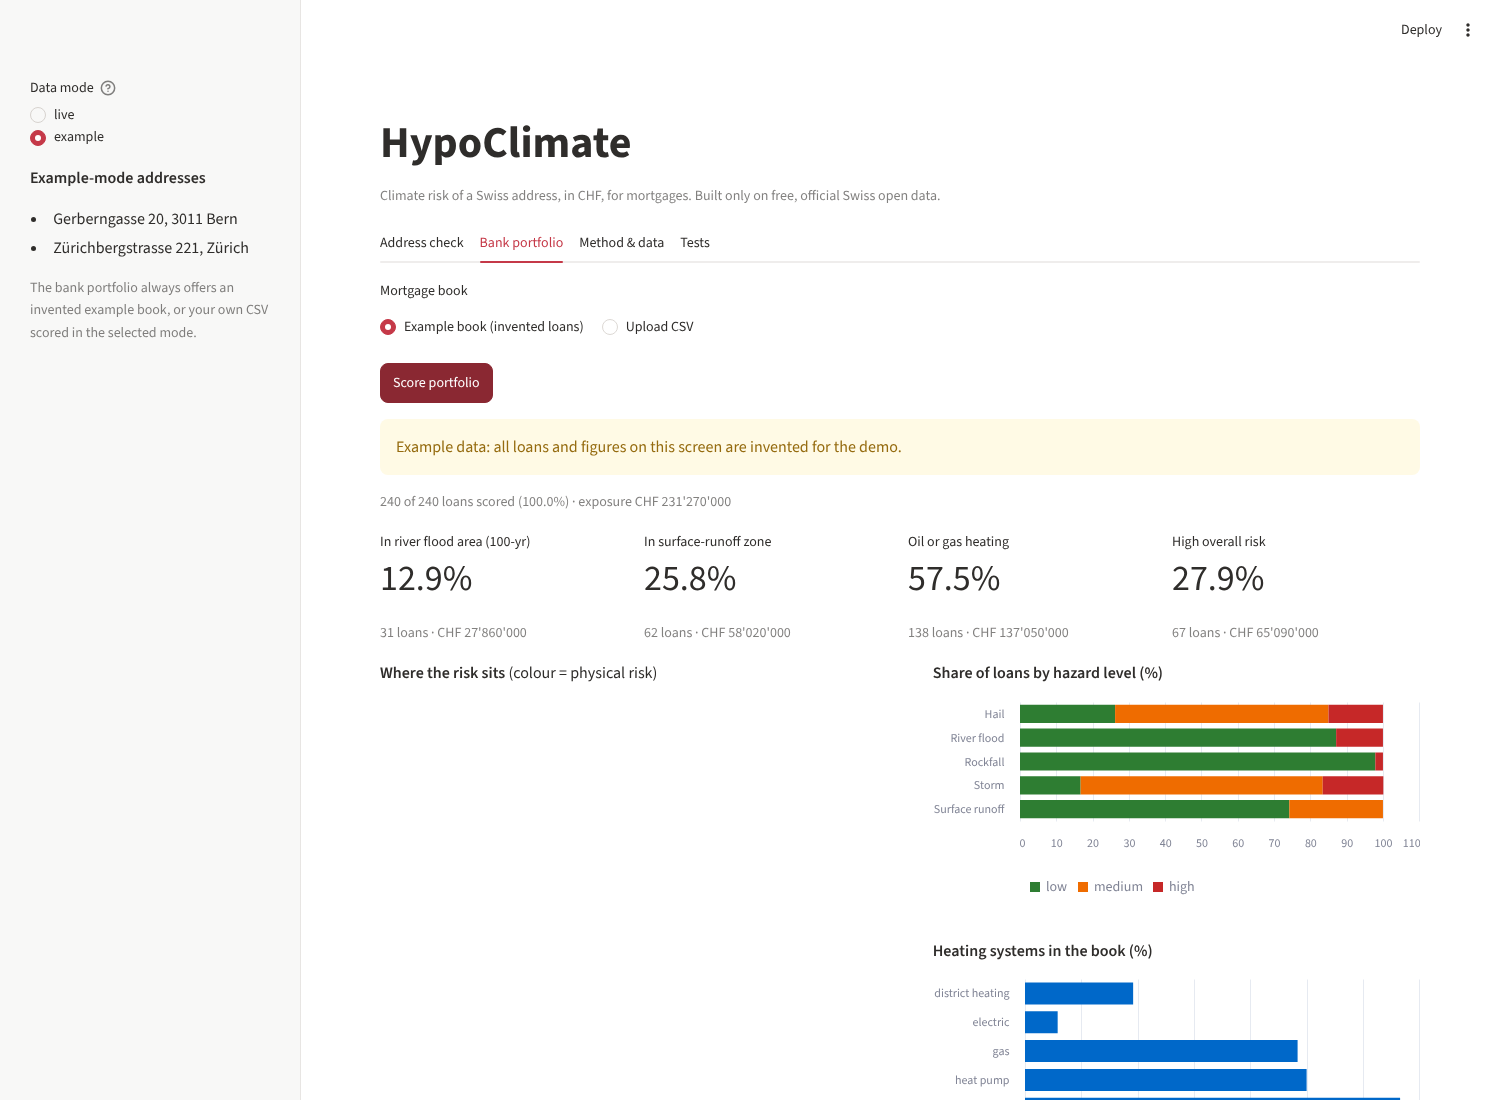 Deploy
Data mode
live
example
Example-mode addresses
Gerberngasse 20, 3011 Bern
Zürichbergstrasse 221, Zürich
The bank portfolio always offers an
invented example book, or your own CSV
scored in the selected mode.
HypoClimate
Climate risk of a Swiss address, in CHF, for mortgages. Built only on free, official Swiss open data.
Address check Bank portfolio Method & data Tests
Mortgage book
Example book (invented loans) Upload CSV
Score portfolio
Example data: all loans and figures on this screen are invented for the demo.
240 of 240 loans scored (100.0%) · exposure CHF 231'270'000
In river flood area (100-yr) In surface-runoff zone Oil or gas heating High overall risk
12.9% 25.8% 57.5% 27.9%
31 loans · CHF 27'860'000 62 loans · CHF 58'020'000 138 loans · CHF 137'050'000 67 loans · CHF 65'090'000
Where the risk sits (colour = physical risk)
Share of loans by hazard level (%)
Hail
River flood
Rockfall
Storm
Surface runoff
0 10 20 30 40 50 60 70 80 90 100 110
low medium high
Heating systems in the book (%)
district heating
electric
gas
heat pump